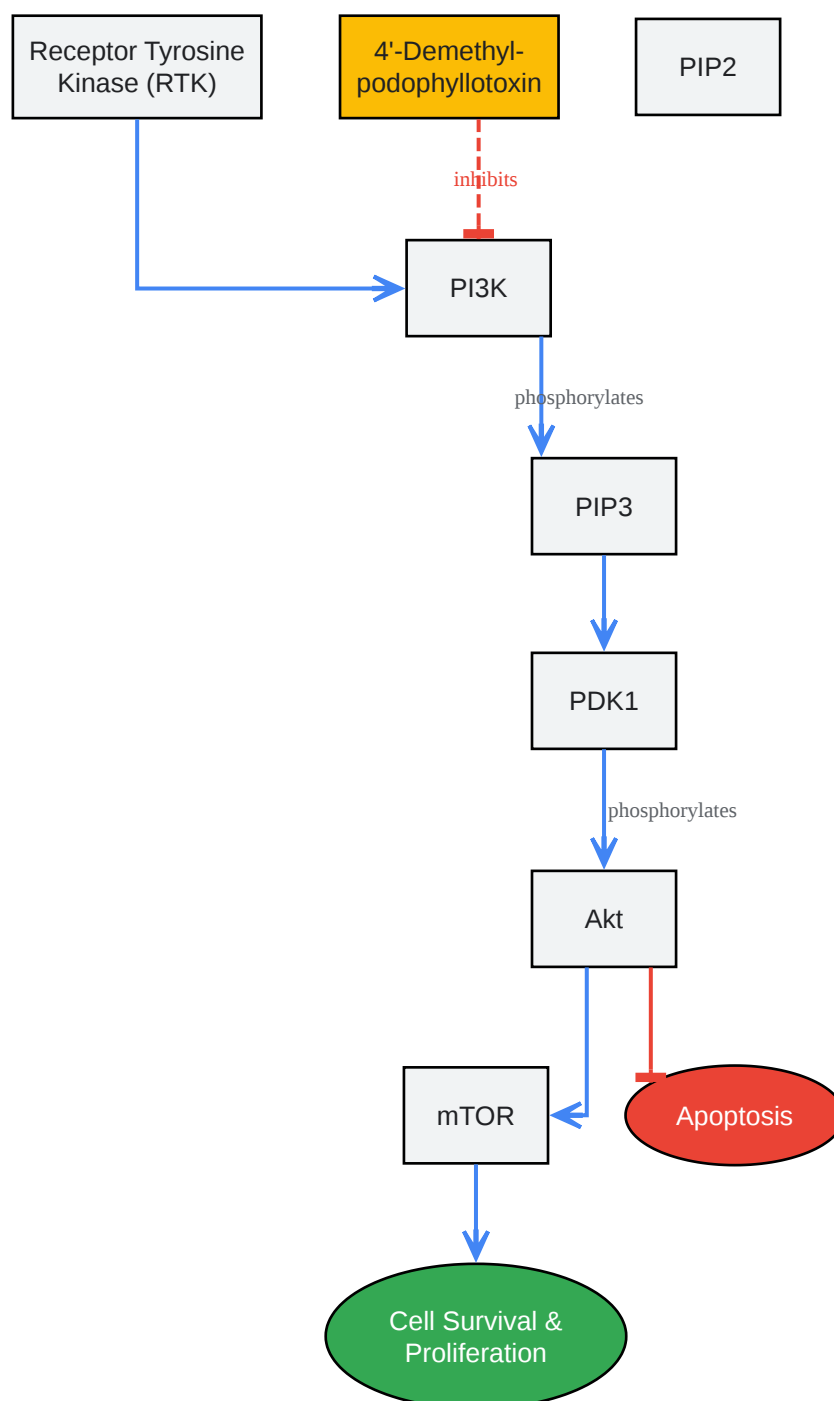 Receptor Tyrosine
Kinase (RTK)
4'-Demethyl-
podophyllotoxin
PIP2
inhibits
PI3K
phosphorylates
PIP3
PDK1
phosphorylates
Akt
mTOR
Apoptosis
Cell Survival &
Proliferation